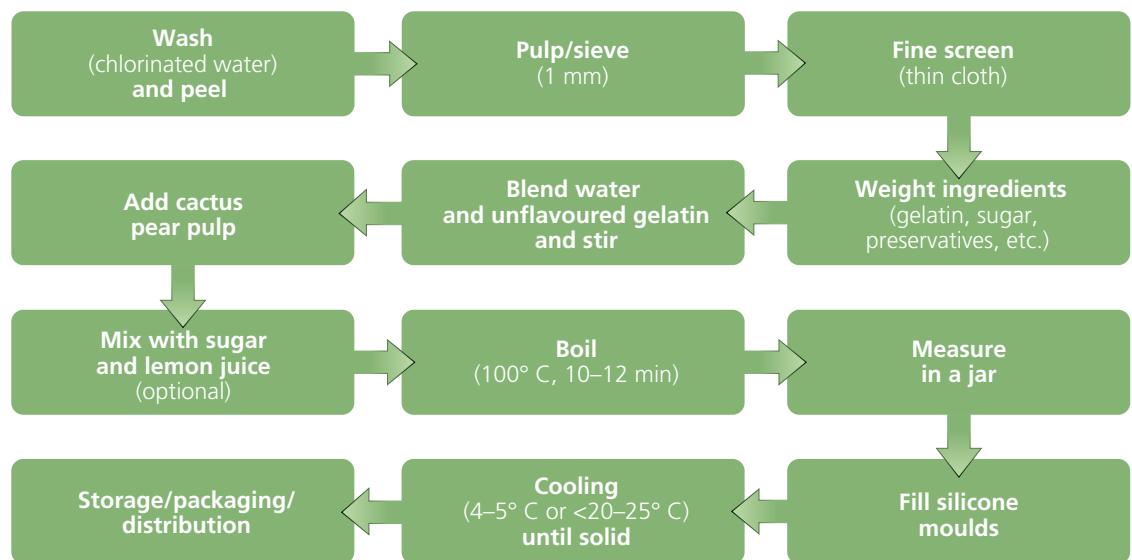 Wash
(chlorinated water)
and peel
Pulp/sieve
(1 mm)
Fine screen
(thin cloth)
Weight ingredients
(gelatin, sugar,
preservatives, etc.)
Blend water
and unflavoured gelatin
and stir
Add cactus
pear pulp
Mix with sugar
and lemon juice
(optional)
Boil
(100° C, 10–12 min)
Measure
in a jar
Fill silicone
moulds
Cooling
(4–5° C or <20–25° C)
until solid
Storage/packaging/
distribution